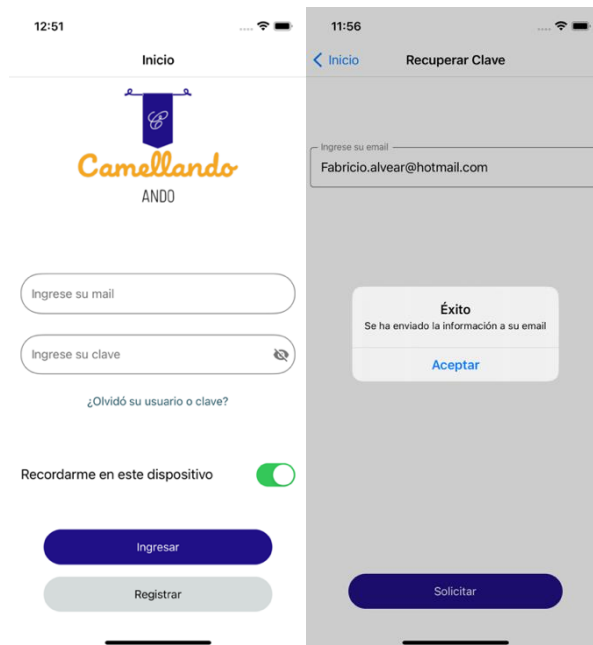 12:51
Inicio
Camellando
ANDO
Ingrese su mail
Ingrese su clave
¿Olvidó su usuario o clave?
Recordarme en este dispositivo
Ingresar
Registrar
11:56
Inicio
Recuperar Clave
Ingrese su email
Fabricio.alvear@hotmail.com
Éxito
Se ha enviado la información a su email
Aceptar
Solicitar